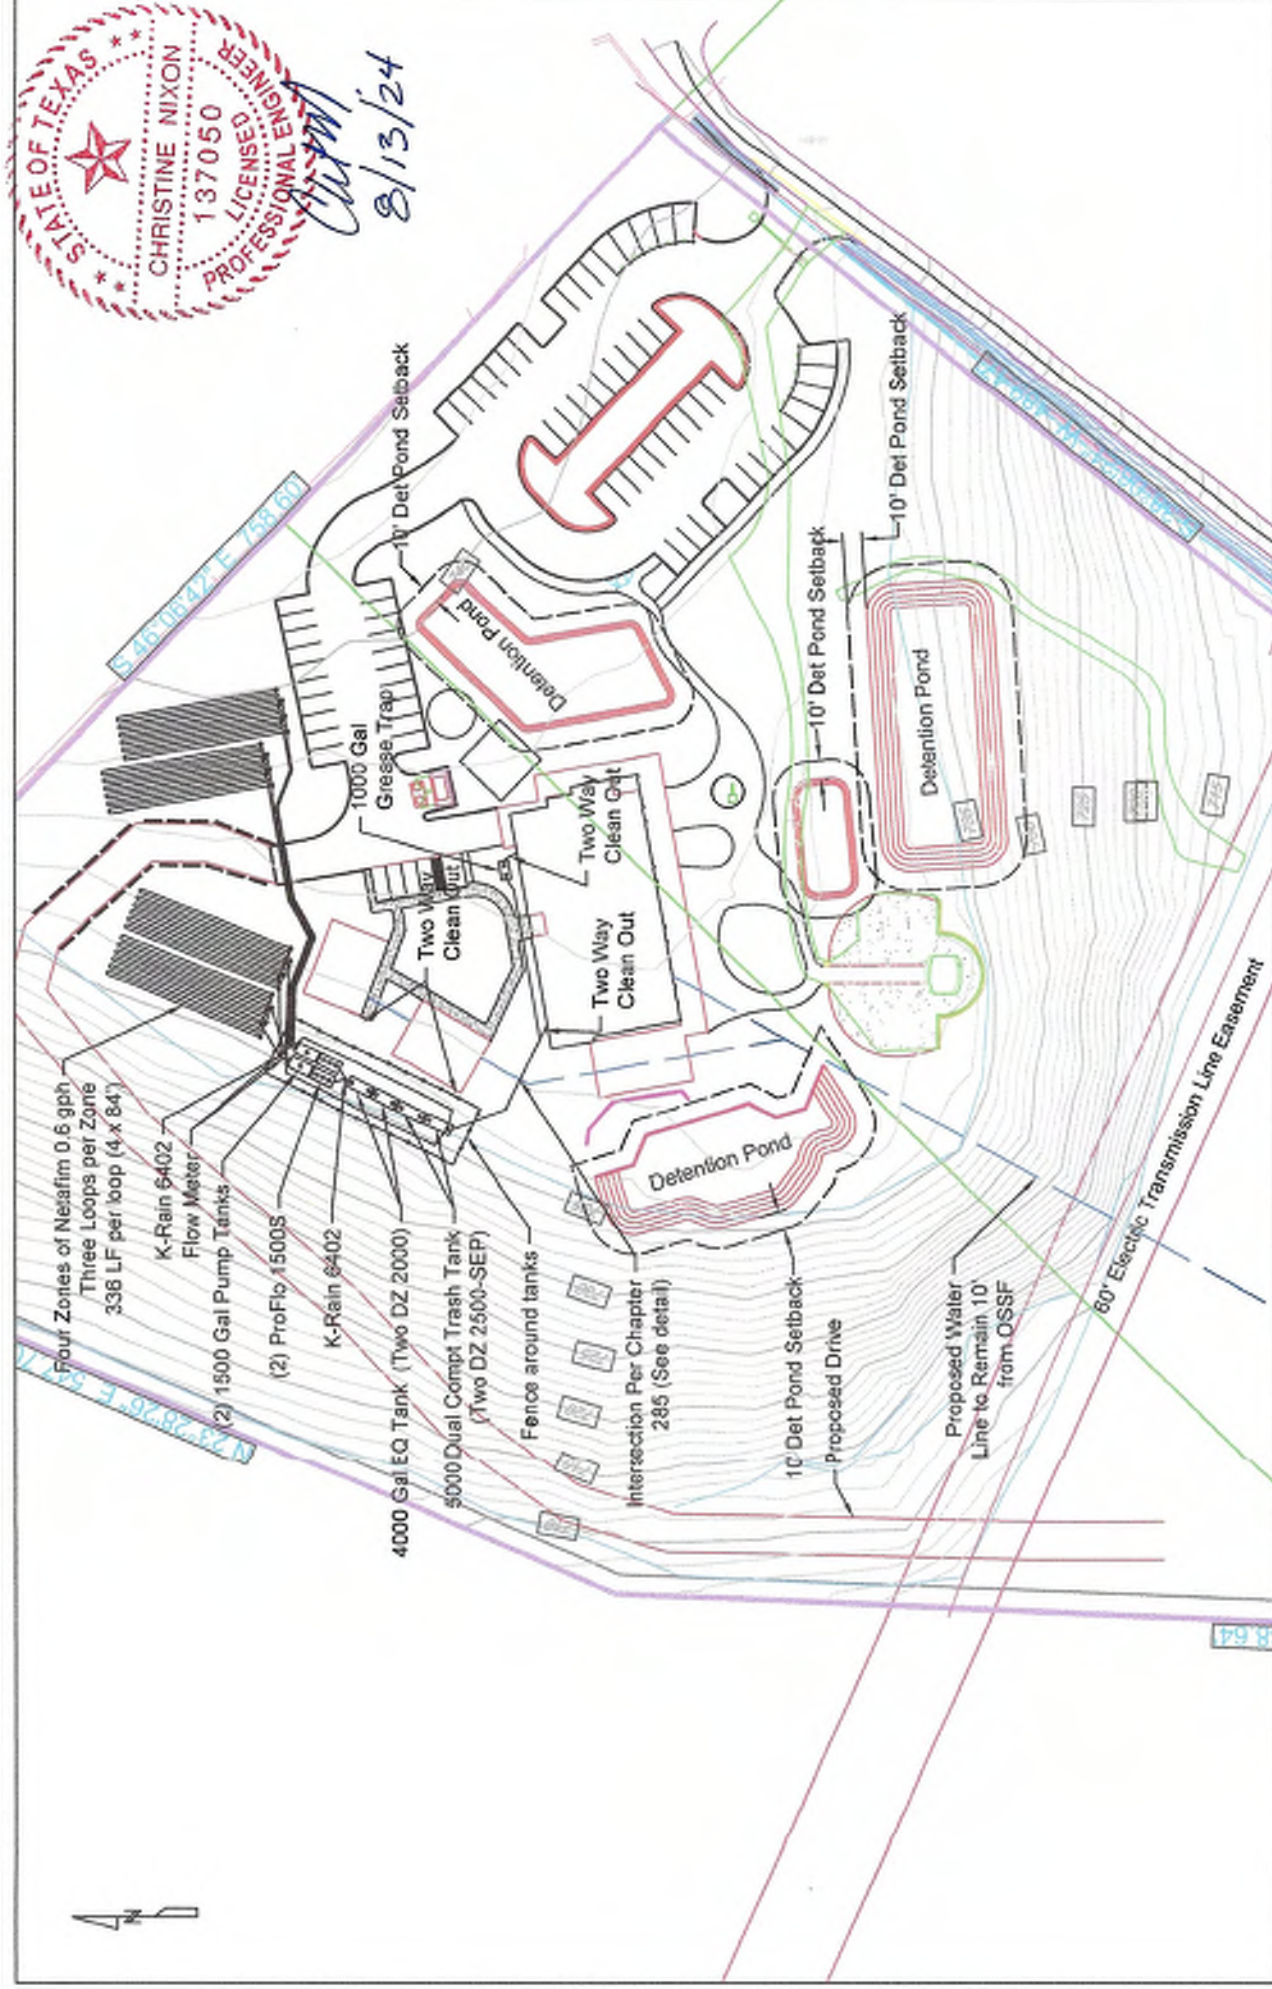 STATE OF TEXAS
CHRISTINE NIXON
137050
LICENSED
PROFESSIONAL ENGINEER
8/13/24
S 46°06'42" E 758.60'
10' Det Pond Setback
10' Det Pond Setback
10' Det Pond Setback
Detention Pond
Detention Pond
Detention Pond
1000 Gal
Grease Trap
Two Way
Clean Out
Two Way
Clean Out
Two Way
Clean Out
Four Zones of Netafim 0.6 gph
Three Loops per Zone
336 LF per loop (4 x 84')
K-Rain 6402
Flow Meter
(2) 1500 Gal Pump Tanks
(2) ProFlo 1500S
K-Rain 6402
4000 Gal EQ Tank (Two DZ 2000)
5000 Dual Compt Trash Tank
(Two DZ 2500-SEP)
Fence around tanks
Intersection Per Chapter
285 (See detail)
10' Det Pond Setback
Proposed Drive
Proposed Water
Line to Remain 10'
from OSSF
60' Electric Transmission Line Easement
N 23°28'26" E 547.70
8.64'
N